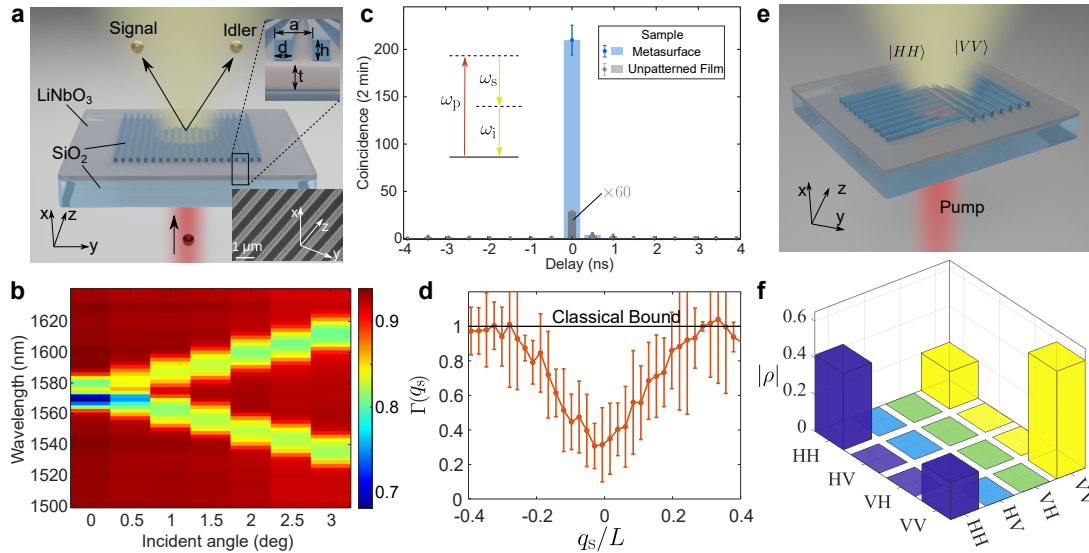 a
Signal
Idler
a
d
h
t
LiNbO₃
SiO₂
x
z
y
1 μm
x
z
y
b
Wavelength (nm)
1620
1600
1580
1560
1540
1520
1500
0 0.5 1 1.5 2 2.5 3
Incident angle (deg)
0.9
0.8
0.7
c
Coincidence (2 min)
200
150
100
50
0
−4 −3 −2 −1 0 1 2 3 4
Delay (ns)
Sample
Metasurface
Unpatterned Film
ωp
ωs
ωi
×60
d
Classical Bound
Γ(qs)
1
0.8
0.6
0.4
0.2
0
-0.4 -0.2 0 0.2 0.4
qs/L
e
|HH⟩
|VV⟩
Pump
x
z
y
f
|ρ|
0.6
0.4
0.2
0
HH
HV
VH
VV
HH
HV
VH